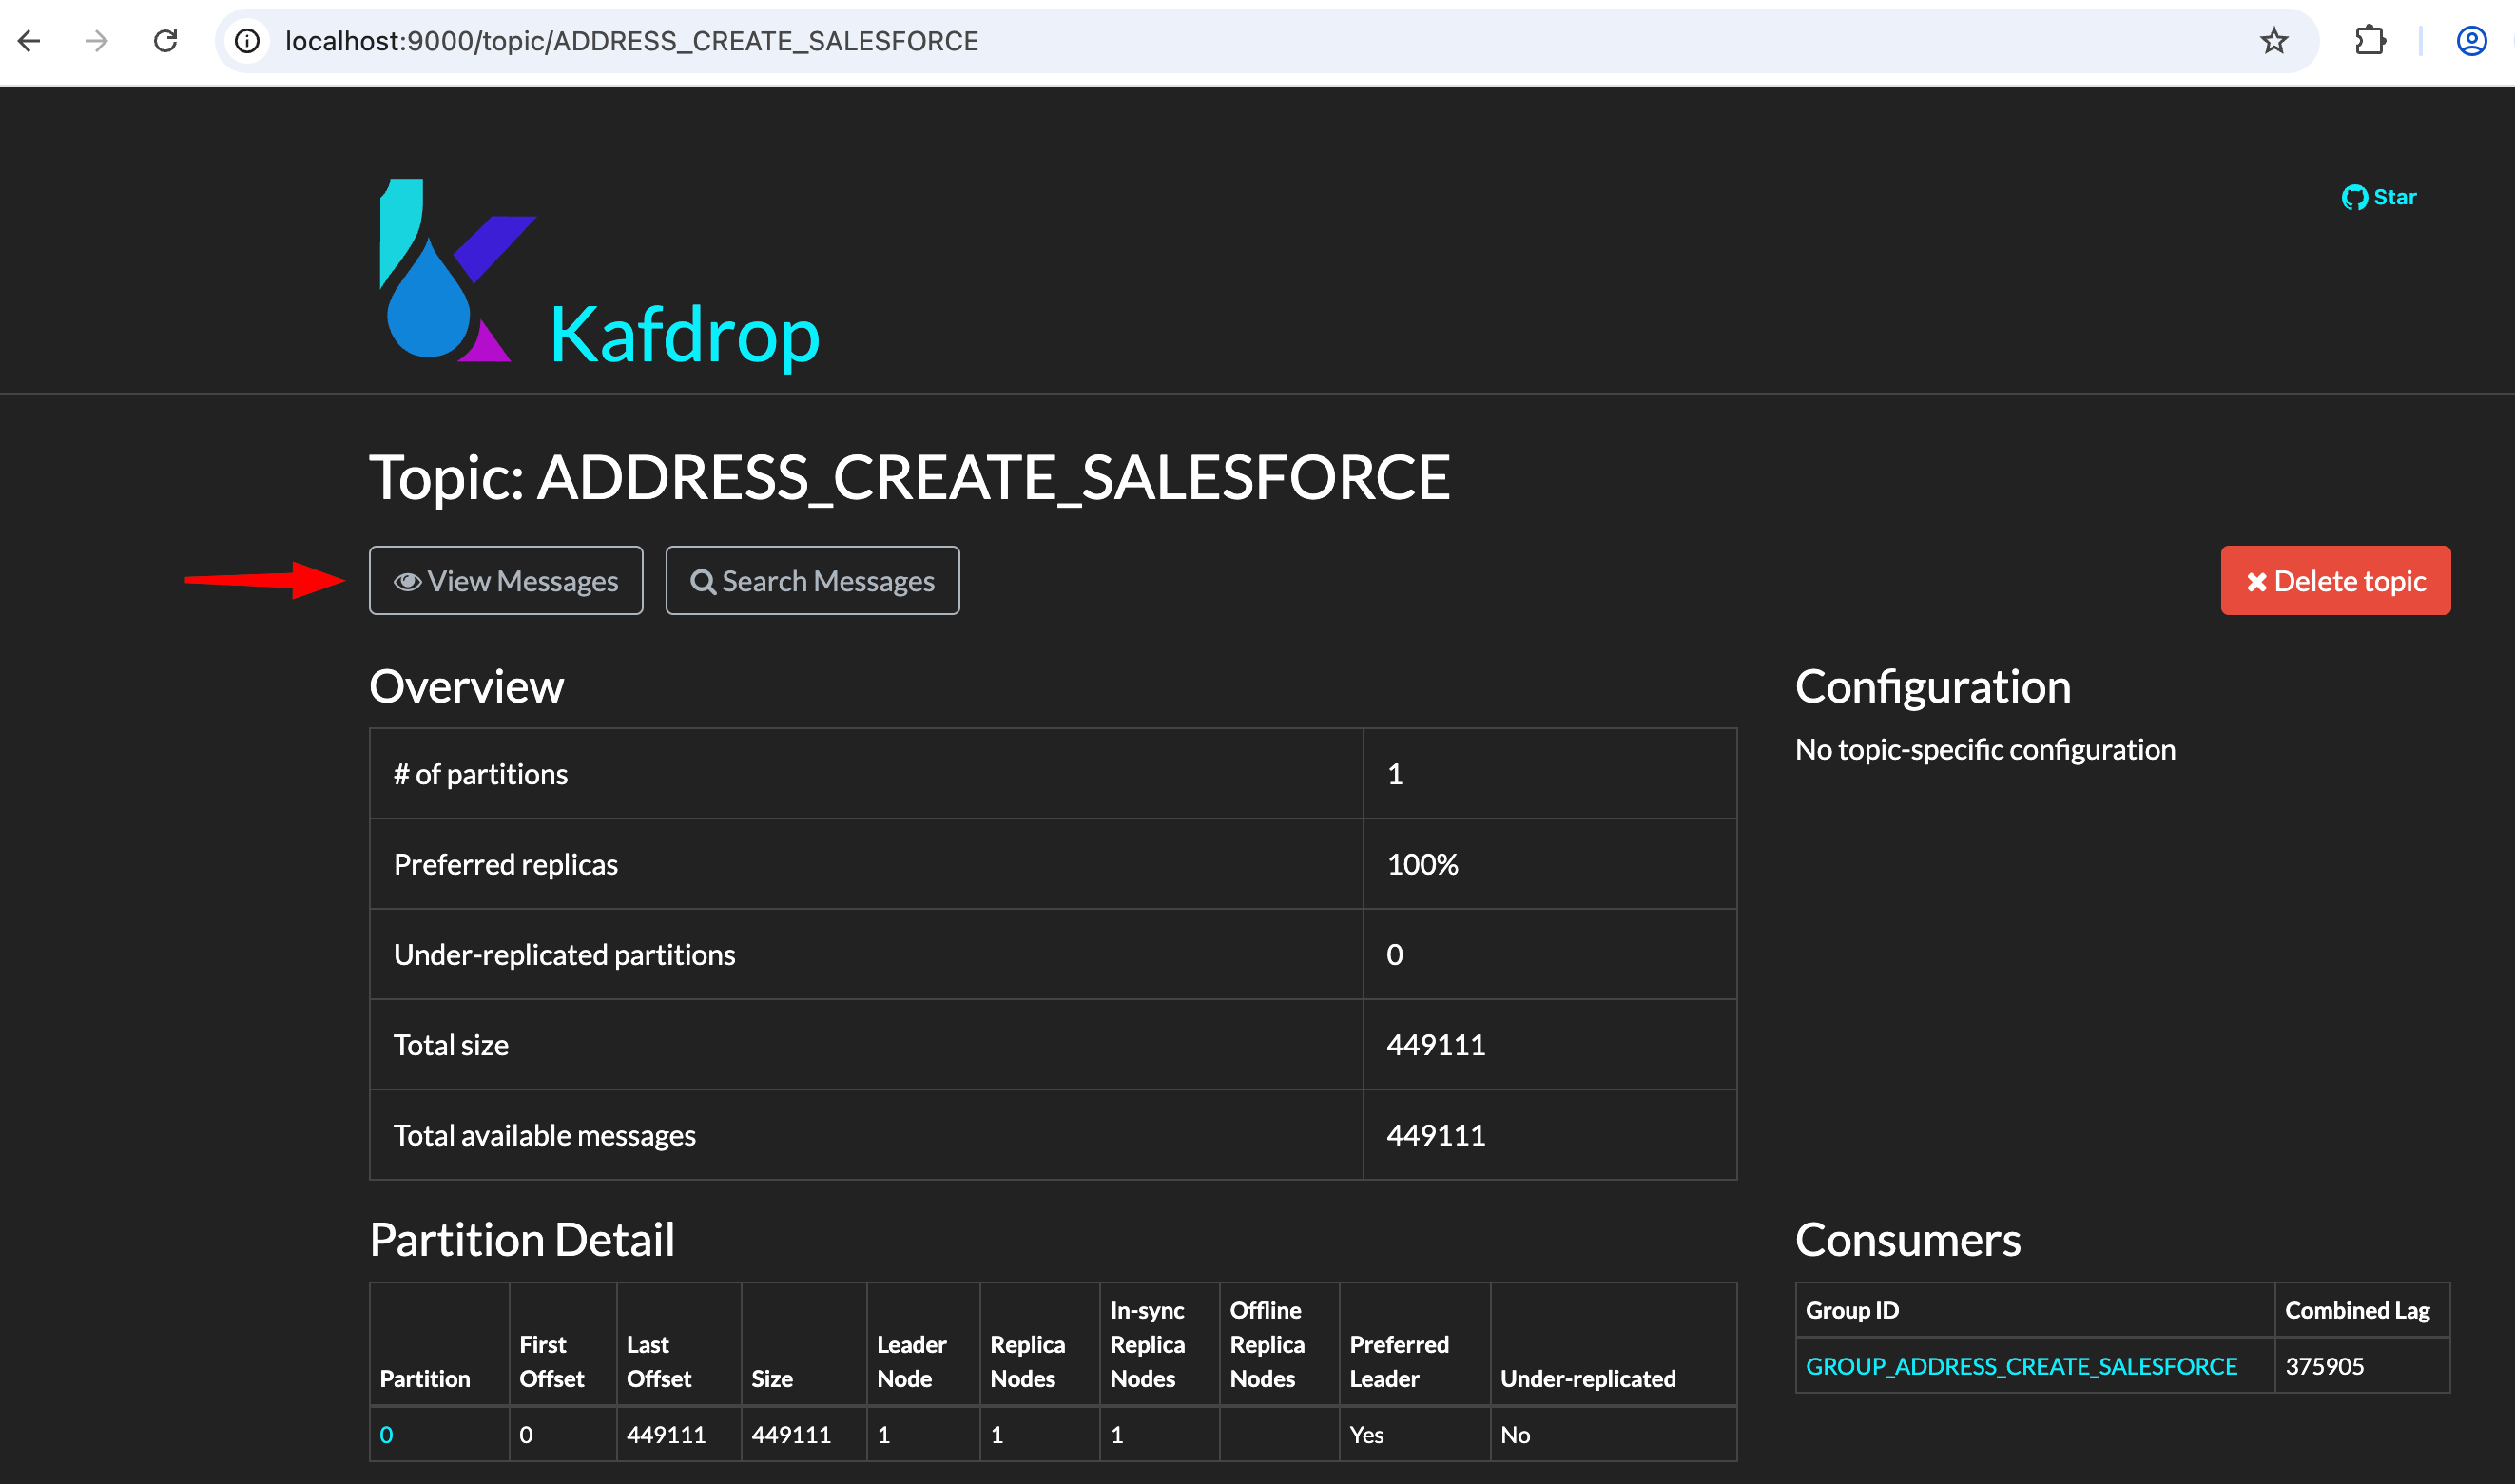 localhost:9000/topic/ADDRESS_CREATE_SALESFORCE
Star
Kafdrop
Topic: ADDRESS_CREATE_SALESFORCE
View Messages
Search Messages
Delete topic
Overview
# of partitions 1
Preferred replicas 100%
Under-replicated partitions 0
Total size 449111
Total available messages 449111
Configuration
No topic-specific configuration
Partition Detail
Partition First Offset Last Offset Size Leader Node Replica Nodes In-sync Replica Nodes Offline Replica Nodes Preferred Leader Under-replicated
0 0 449111 449111 1 1 1 Yes No
Consumers
Group ID Combined Lag
GROUP_ADDRESS_CREATE_SALESFORCE 375905